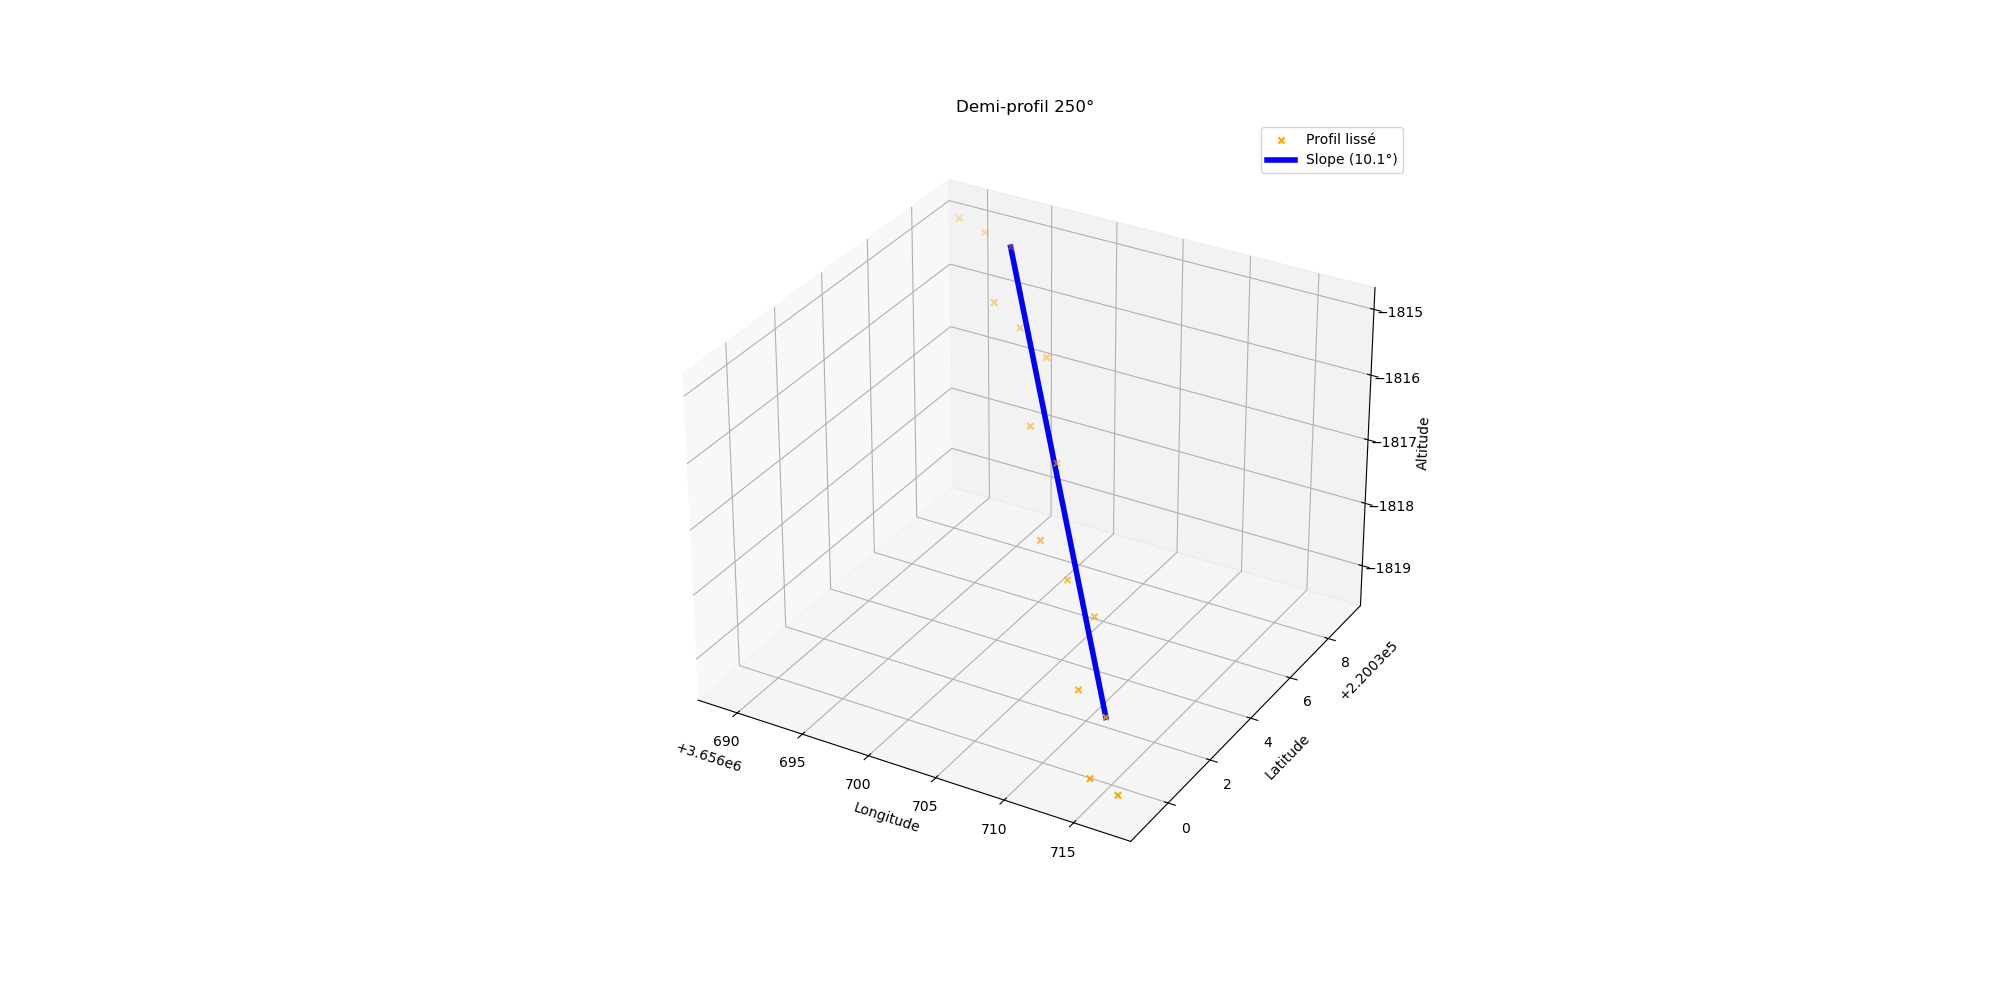 Demi-profil 250°
Profil lissé
Slope (10.1°)
−1815
−1816
−1817
−1818
−1819
Altitude
8
6
4
2
0
+2.2003e5
Latitude
690
695
700
705
710
715
+3.656e6
Longitude